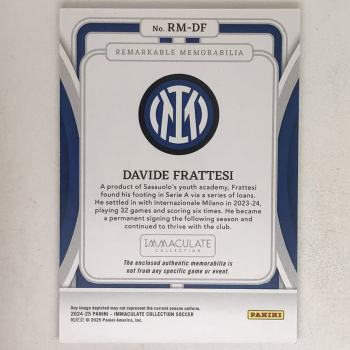 No. RM-DF
REMARKABLE MEMORABILIA
DAVIDE FRATTESI
A product of Sassuolo's youth academy, Frattesi
found his footing in Serie A via a series of loans.
He settled in with Internazionale Milano in 2023-24,
playing 32 games and scoring six times. He became
a permanent signing the following season and
continued to thrive with the club.
IMMACULATE
COLLECTION
The enclosed authentic memorabilia is
not from any specific game or event.
Any image depicted may not represent the current season uniform.
2024-25 PANINI - IMMACULATE COLLECTION SOCCER
© 2025 Panini America, Inc.
PANINI